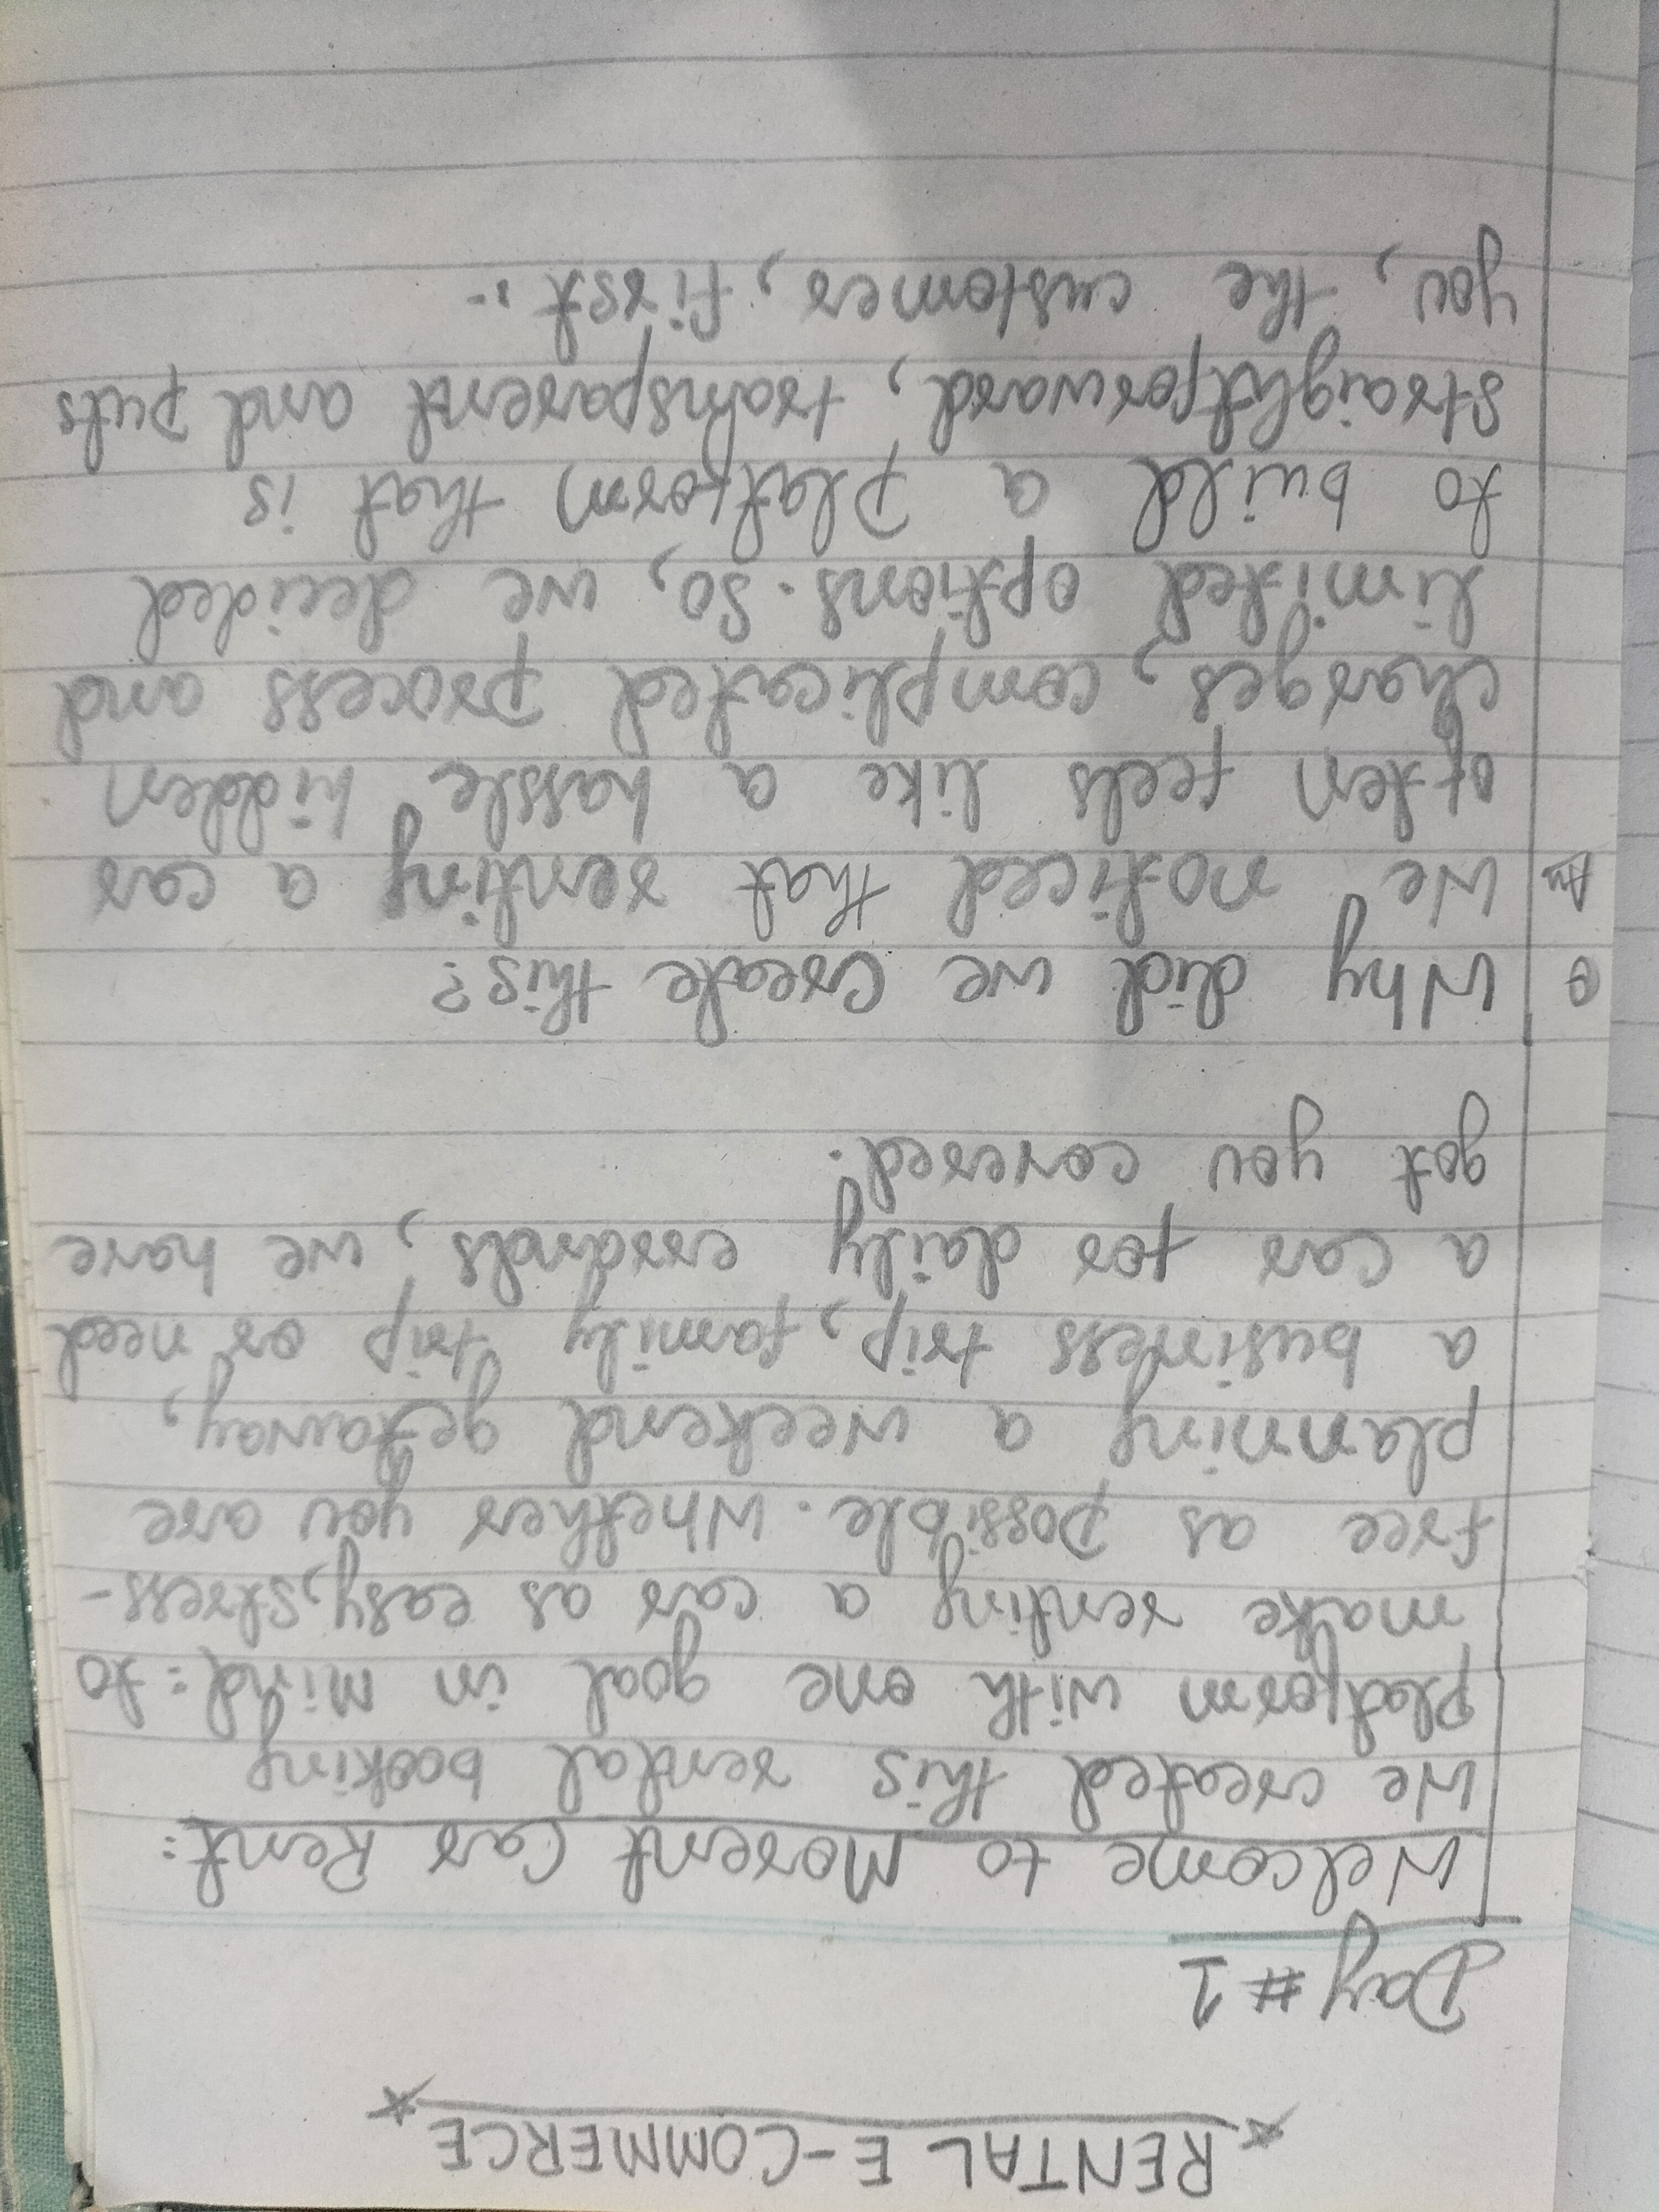 RENTAL E-COMMERCE
Day # 1
Welcome to Morent Car Rent:
We created this rental booking
platform with one goal in mind: to
make renting a car as easy, stress-
free as possible. Whether you are
planning a weekend getaway,
a business trip, family trip or need
a car for daily errands, we have
got you covered.
Q Why did we create this?
Ans We noticed that renting a car
often feels like a hassle hidden
charges, complicated process and
limited options. So, we decided
to build a platform that is
straightforward, transparent and puts
you, the customer, first.-